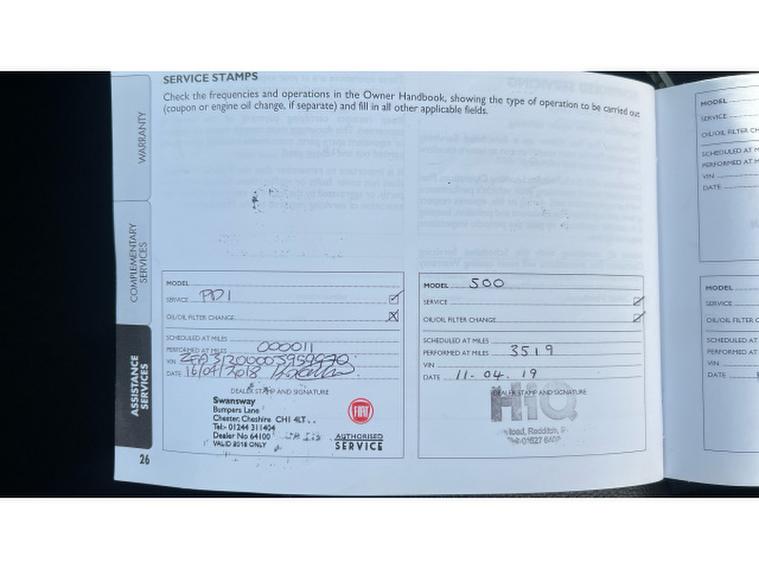 SERVICE STAMPS
Check the frequencies and operations in the Owner Handbook, showing the type of operation to be carried out
(coupon or engine oil change, if separate) and fill in all other applicable fields.
WARRANTY
COMPLEMENTARY
SERVICES
ASSISTANCE
SERVICES
26
MODEL
SERVICE PDI
OIL/OIL FILTER CHANGE
SCHEDULED AT MILES
PERFORMED AT MILES 000011
VIN
DATE 16/04/2018
DEALER STAMP AND SIGNATURE
Swansway
Bumpers Lane
Chester, Cheshire CH1 4LT
Tel:- 01244 311404
Dealer No 64100
VALID 2018 ONLY
FIAT
AUTHORISED
SERVICE
MODEL 500
SERVICE
OIL/OIL FILTER CHANGE
SCHEDULED AT MILES
PERFORMED AT MILES 3519
VIN
DATE 11-04.19
DEALER STAMP AND SIGNATURE
HiQ
Road, Redditch,
MODEL
SERVICE
OIL/OIL FILTER CH
SCHEDULED AT M
PERFORMED AT M
VIN
DATE
MODEL
SERVICE
OIL/OIL FILTER C
SCHEDULED AT
PERFORMED AT
VIN
DATE